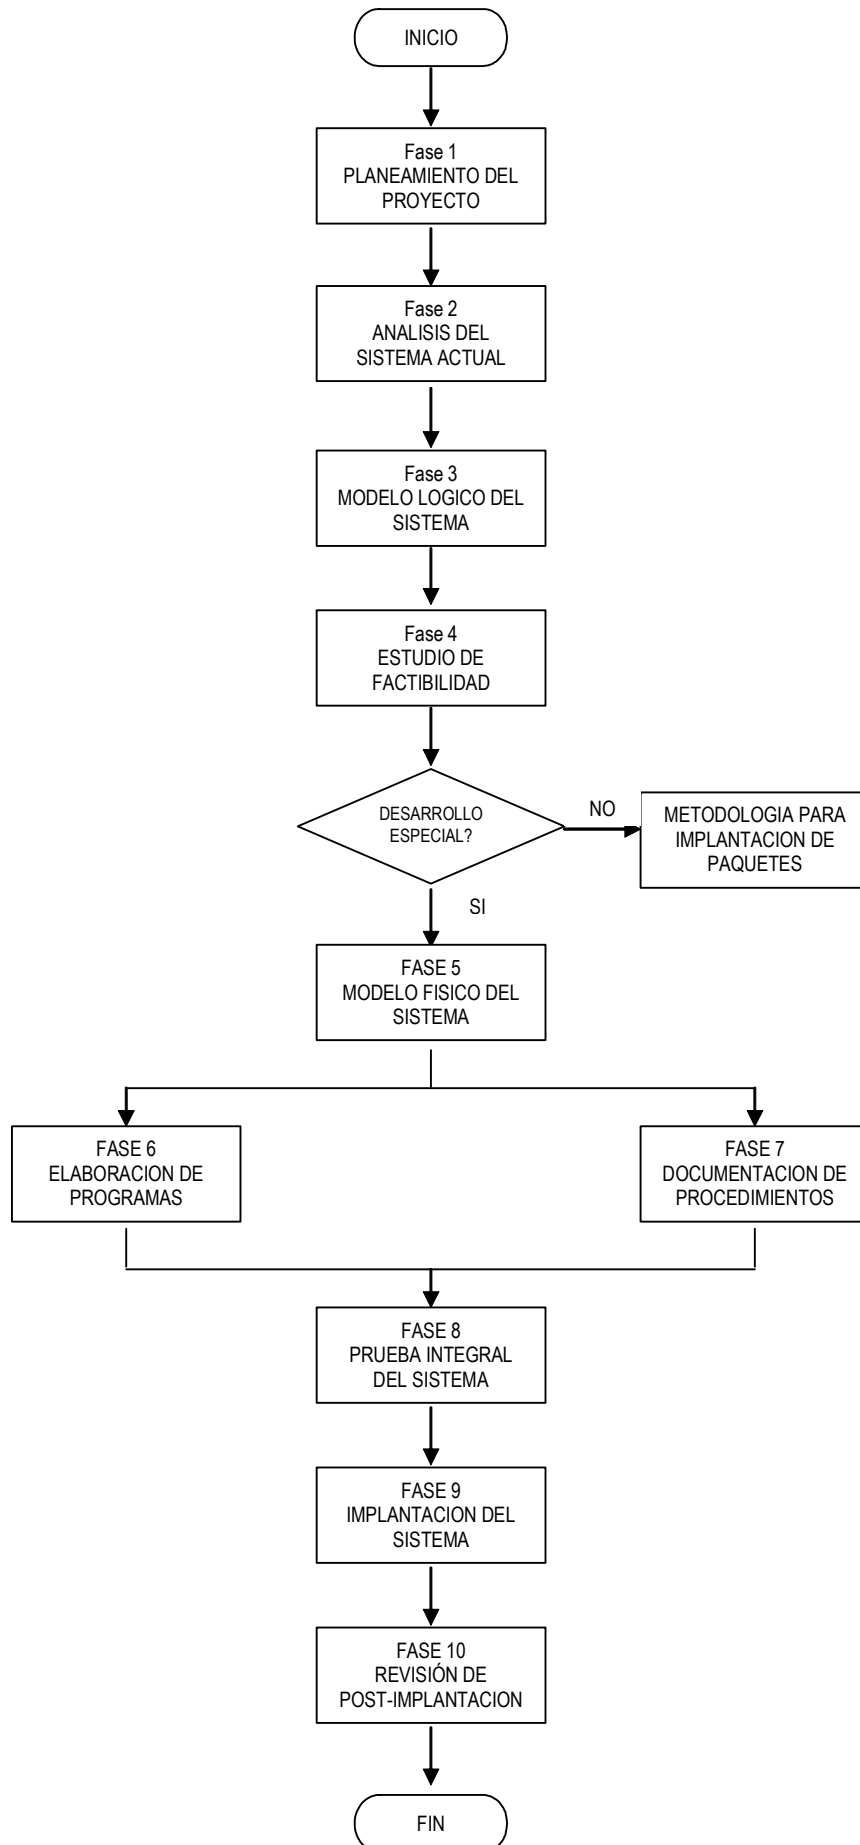 INICIO
Fase 1
PLANEAMIENTO DEL
PROYECTO
Fase 2
ANALISIS DEL
SISTEMA ACTUAL
Fase 3
MODELO LOGICO DEL
SISTEMA
Fase 4
ESTUDIO DE
FACTIBILIDAD
DESARROLLO
ESPECIAL?
NO
METODOLOGIA PARA
IMPLANTACION DE
PAQUETES
SI
FASE 5
MODELO FISICO DEL
SISTEMA
FASE 6
ELABORACION DE
PROGRAMAS
FASE 7
DOCUMENTACION DE
PROCEDIMIENTOS
FASE 8
PRUEBA INTEGRAL
DEL SISTEMA
FASE 9
IMPLANTACION DEL
SISTEMA
FASE 10
REVISIÓN DE
POST-IMPLANTACION
FIN